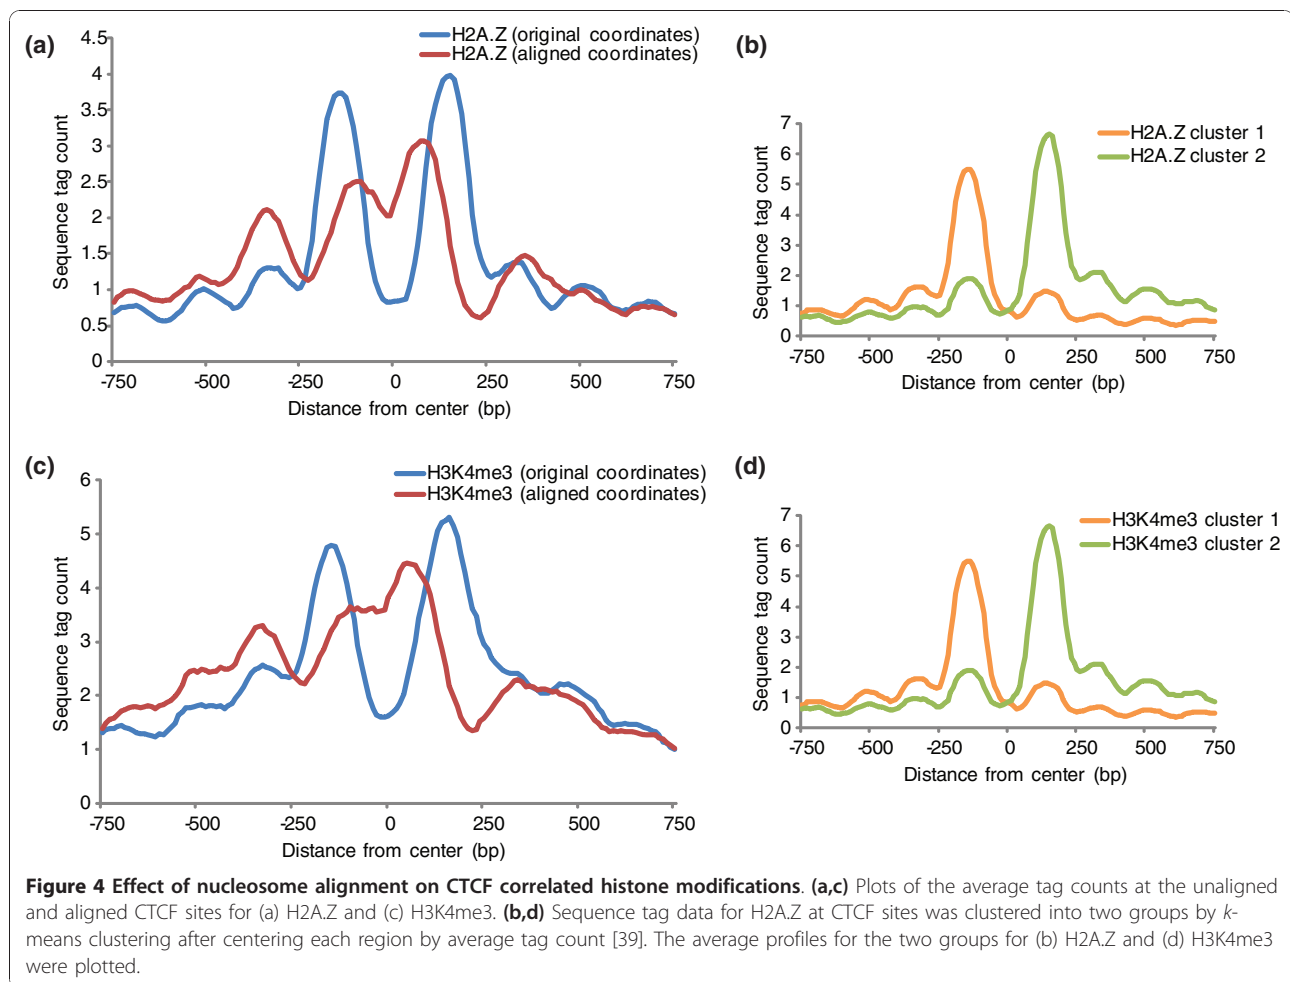 (a)
H2A.Z (original coordinates)
H2A.Z (aligned coordinates)
Sequence tag count
4.5
4
3.5
3
2.5
2
1.5
1
0.5
0
-750 -500 -250 0 250 500 750
Distance from center (bp)
(b)
H2A.Z cluster 1
H2A.Z cluster 2
Sequence tag count
7
6
5
4
3
2
1
0
-750 -500 -250 0 250 500 750
Distance from center (bp)
(c)
H3K4me3 (original coordinates)
H3K4me3 (aligned coordinates)
Sequence tag count
6
5
4
3
2
1
0
-750 -500 -250 0 250 500 750
Distance from center (bp)
(d)
H3K4me3 cluster 1
H3K4me3 cluster 2
Sequence tag count
7
6
5
4
3
2
1
0
-750 -500 -250 0 250 500 750
Distance from center (bp)
Figure 4 Effect of nucleosome alignment on CTCF correlated histone modifications. (a,c) Plots of the average tag counts at the unaligned
and aligned CTCF sites for (a) H2A.Z and (c) H3K4me3. (b,d) Sequence tag data for H2A.Z at CTCF sites was clustered into two groups by k-
means clustering after centering each region by average tag count [39]. The average profiles for the two groups for (b) H2A.Z and (d) H3K4me3
were plotted.